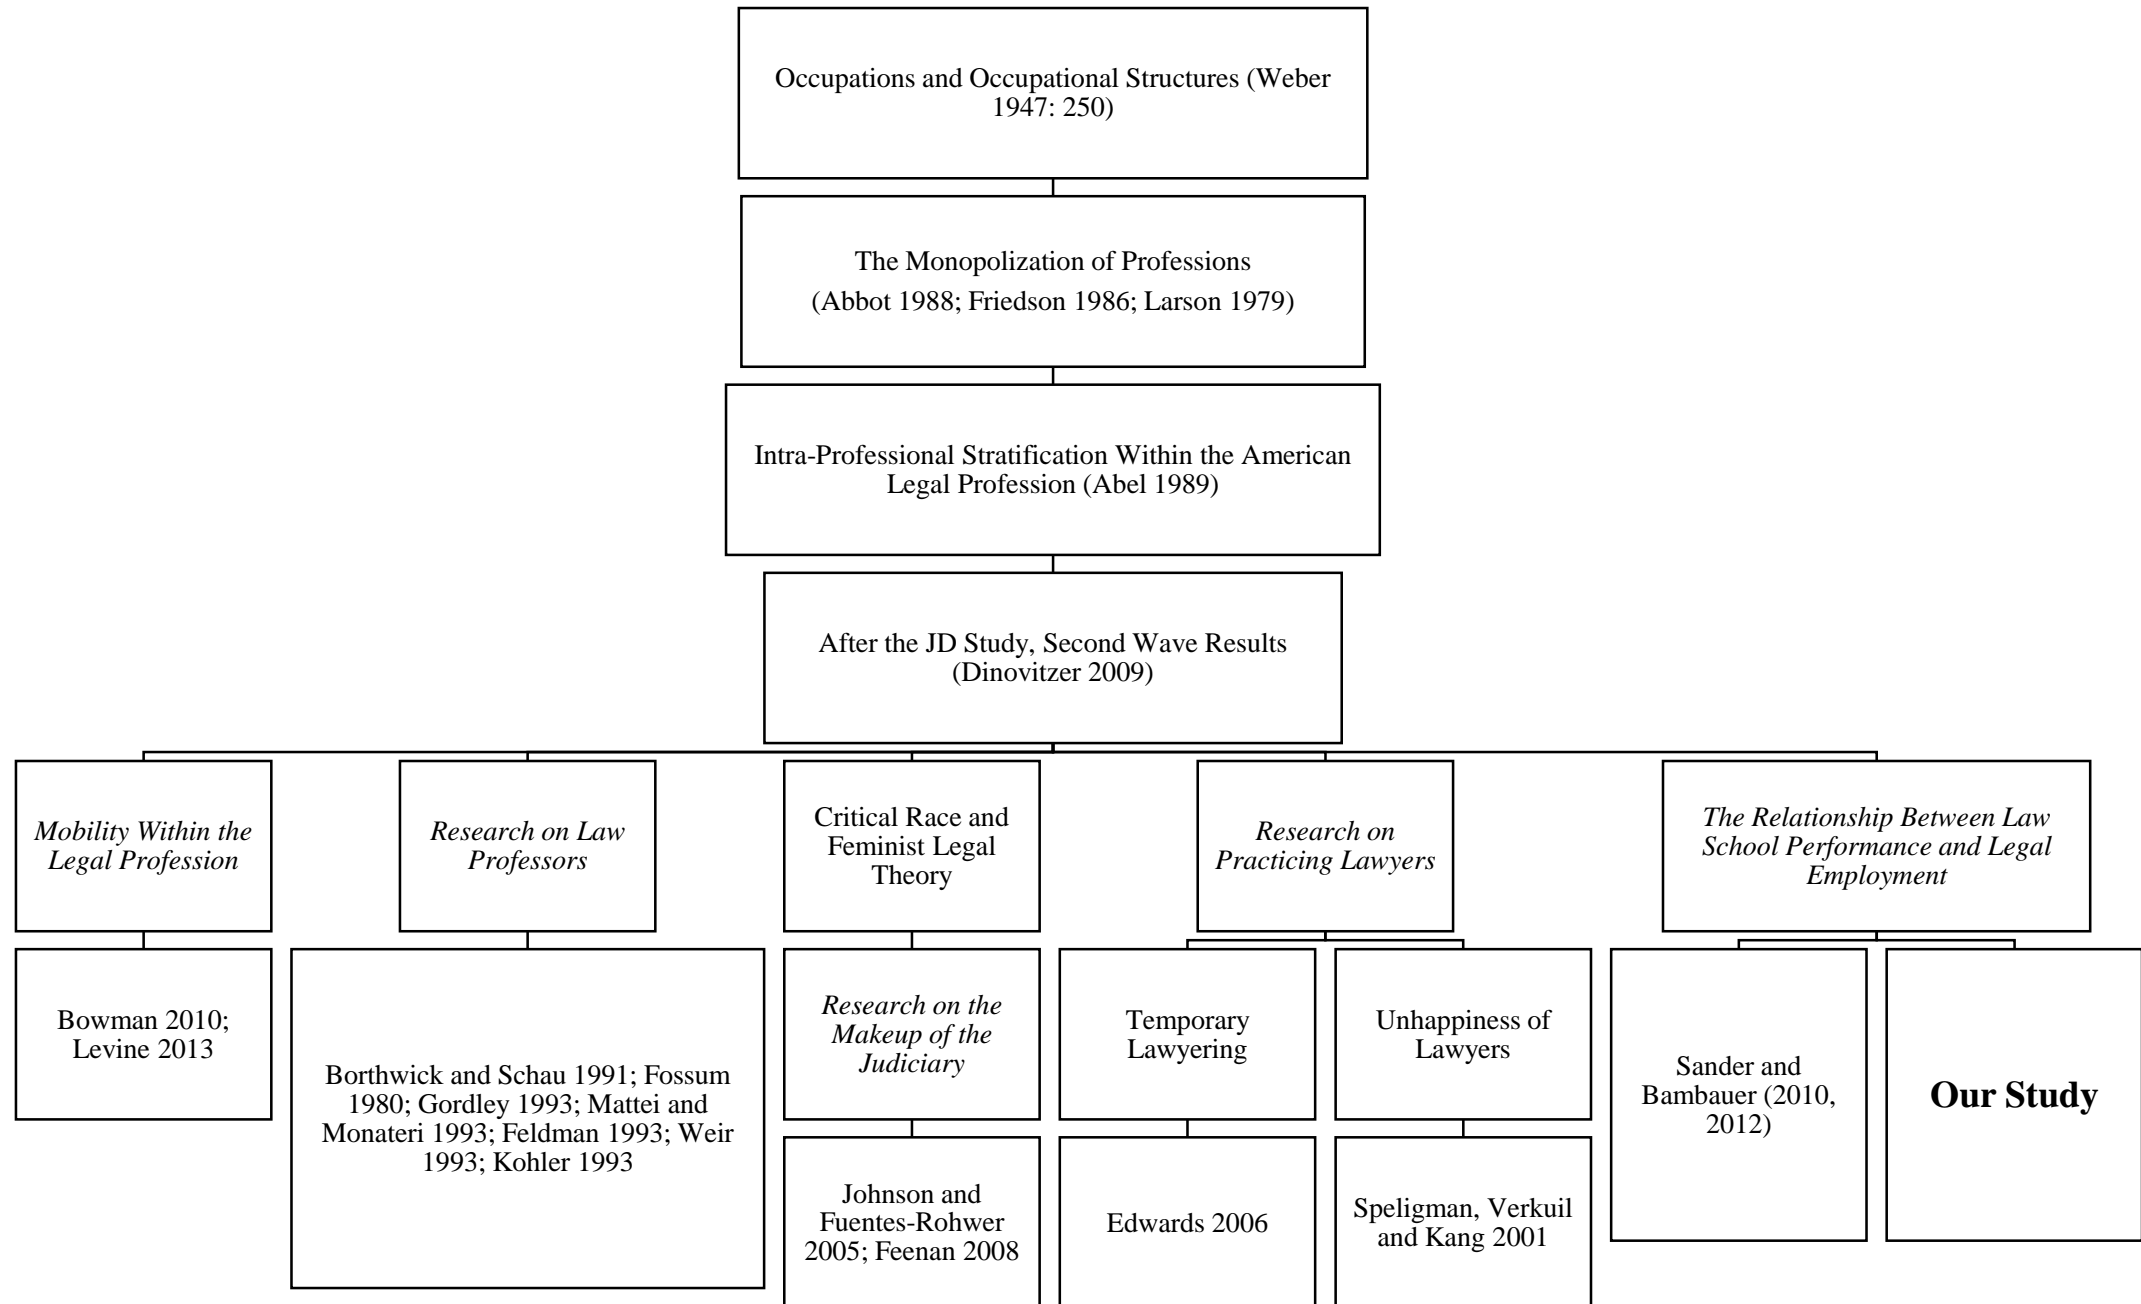 Occupations and Occupational Structures (Weber
1947: 250)
The Monopolization of Professions
(Abbot 1988; Friedson 1986; Larson 1979)
Intra-Professional Stratification Within the American
Legal Profession (Abel 1989)
After the JD Study, Second Wave Results
(Dinovitzer 2009)
Mobility Within the
Legal Profession
Research on Law
Professors
Critical Race and
Feminist Legal
Theory
Research on
Practicing Lawyers
The Relationship Between Law
School Performance and Legal
Employment
Bowman 2010;
Levine 2013
Borthwick and Schau 1991; Fossum
1980; Gordley 1993; Mattei and
Monateri 1993; Feldman 1993; Weir
1993; Kohler 1993
Research on the
Makeup of the
Judiciary
Temporary
Lawyering
Unhappiness of
Lawyers
Sander and
Bambauer (2010,
2012)
Our Study
Johnson and
Fuentes-Rohwer
2005; Feenan 2008
Edwards 2006
Speligman, Verkuil
and Kang 2001